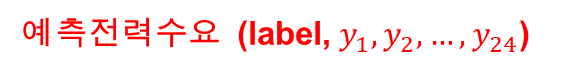 예측전력수요 (label, y₁, y₂, ..., y₂₄)